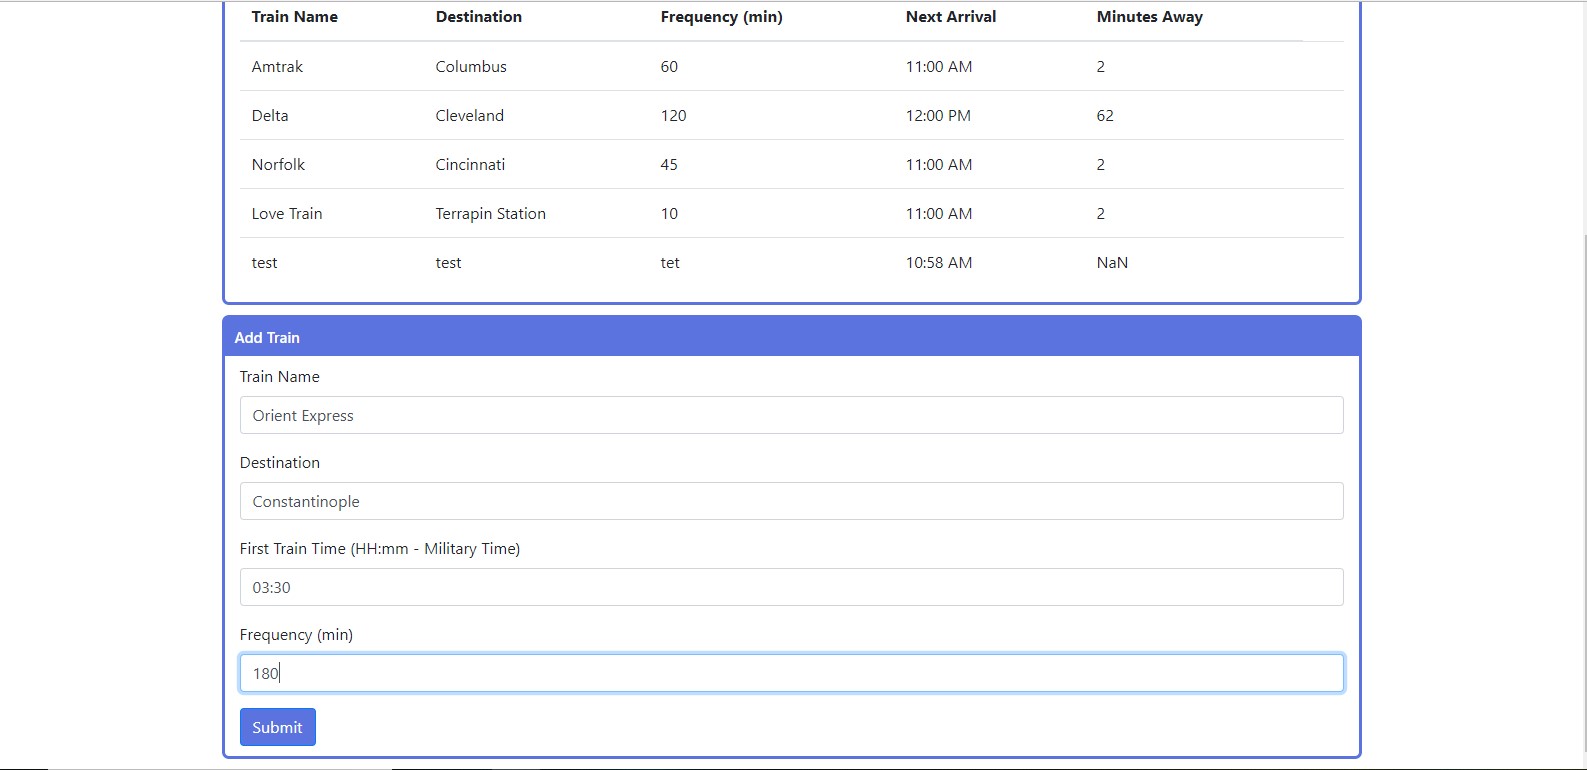 Train Name Destination Frequency (min) Next Arrival Minutes Away
Amtrak Columbus 60 11:00 AM 2
Delta Cleveland 120 12:00 PM 62
Norfolk Cincinnati 45 11:00 AM 2
Love Train Terrapin Station 10 11:00 AM 2
test test tet 10:58 AM NaN
Add Train
Train Name
Orient Express
Destination
Constantinople
First Train Time (HH:mm - Military Time)
03:30
Frequency (min)
180
Submit